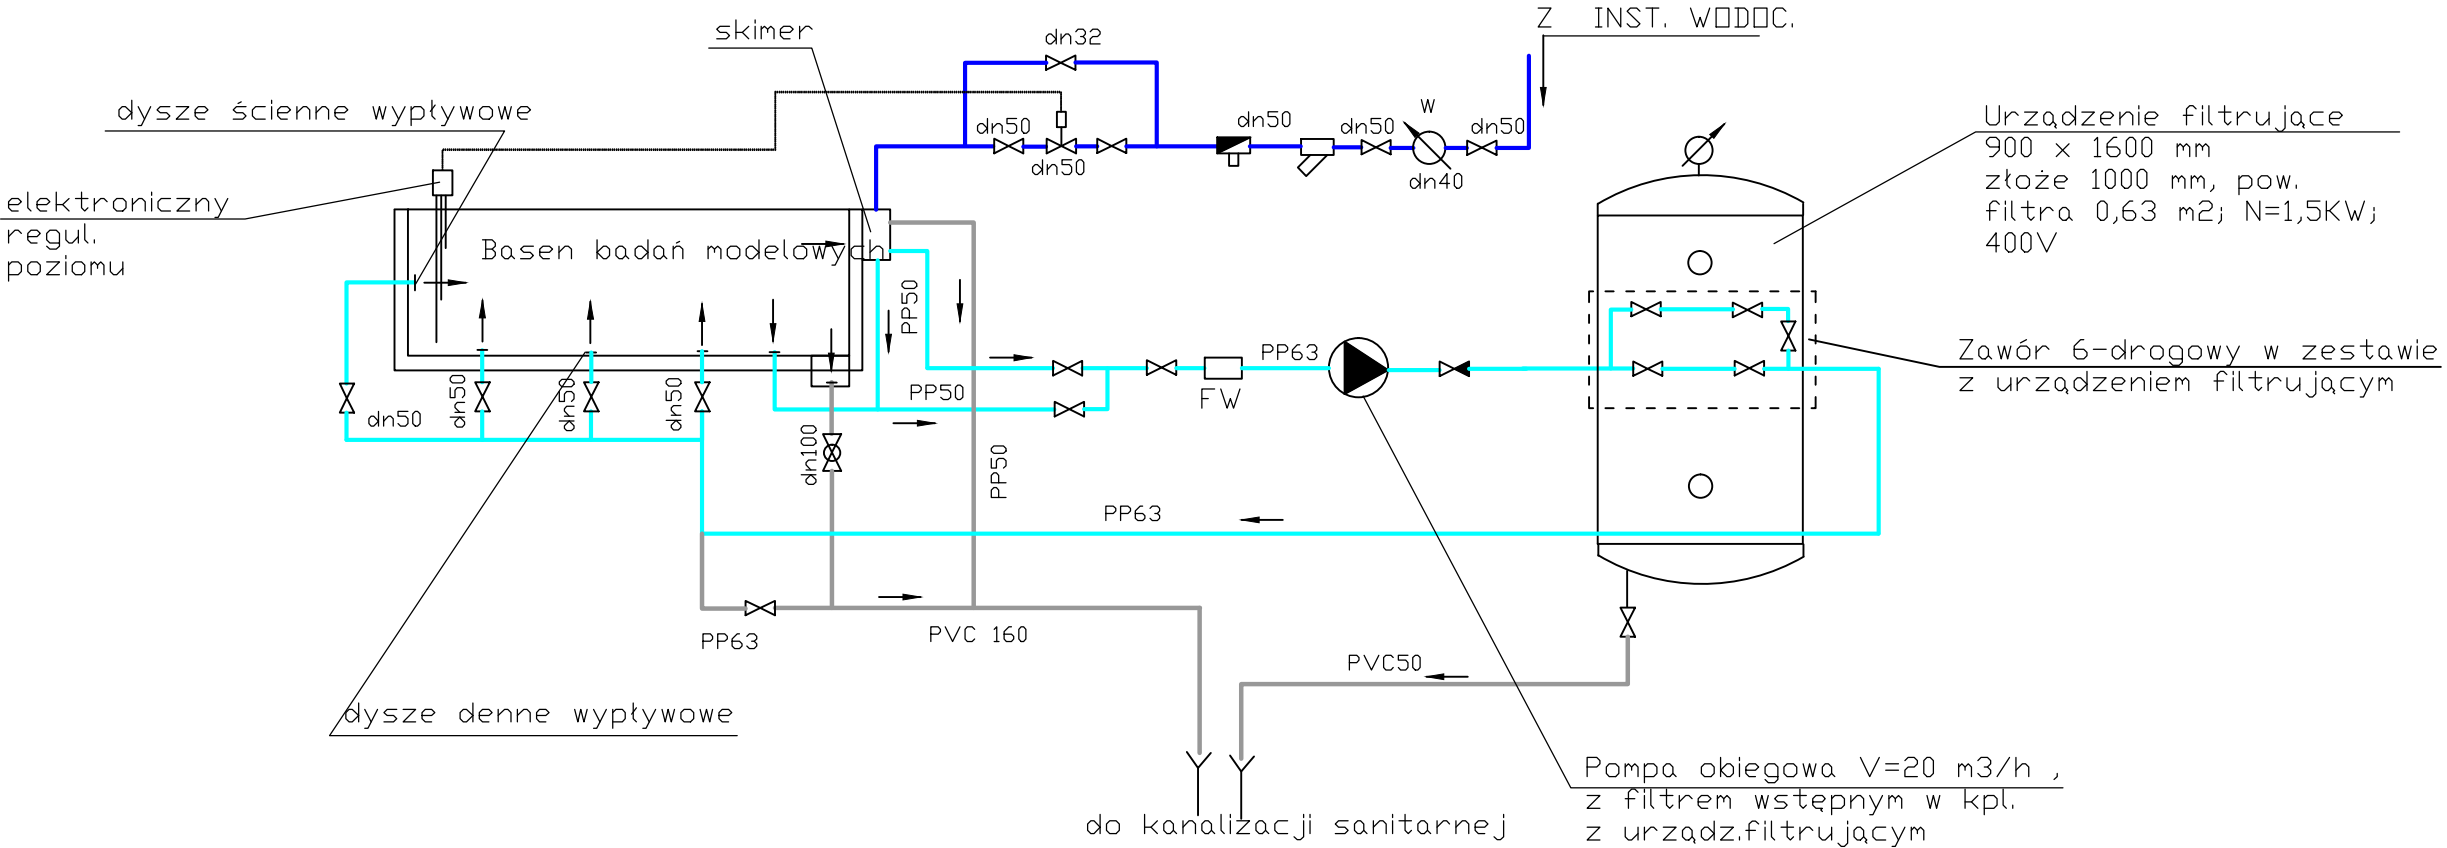 Z INST. WODOC.
skimer
dn32
dysze ścienne wypływowe
W
dn50
dn50
dn50
dn50
dn50
dn40
Urządzenie filtrujące
900 x 1600 mm
złoże 1000 mm, pow.
filtra 0,63 m2; N=1,5KW;
400V
elektroniczny
regul.
poziomu
Basen badań modelowych
PP50
PP63
Zawór 6-drogowy w zestawie
z urządzeniem filtrującym
FW
PP50
dn50
dn50
dn50
dn50
dn100
PP50
PP63
PP63
PVC 160
PVC50
dysze denne wypływowe
Pompa obiegowa V=20 m3/h ,
z filtrem wstępnym w kpl.
z urządz.filtrującym
do kanalizacji sanitarnej